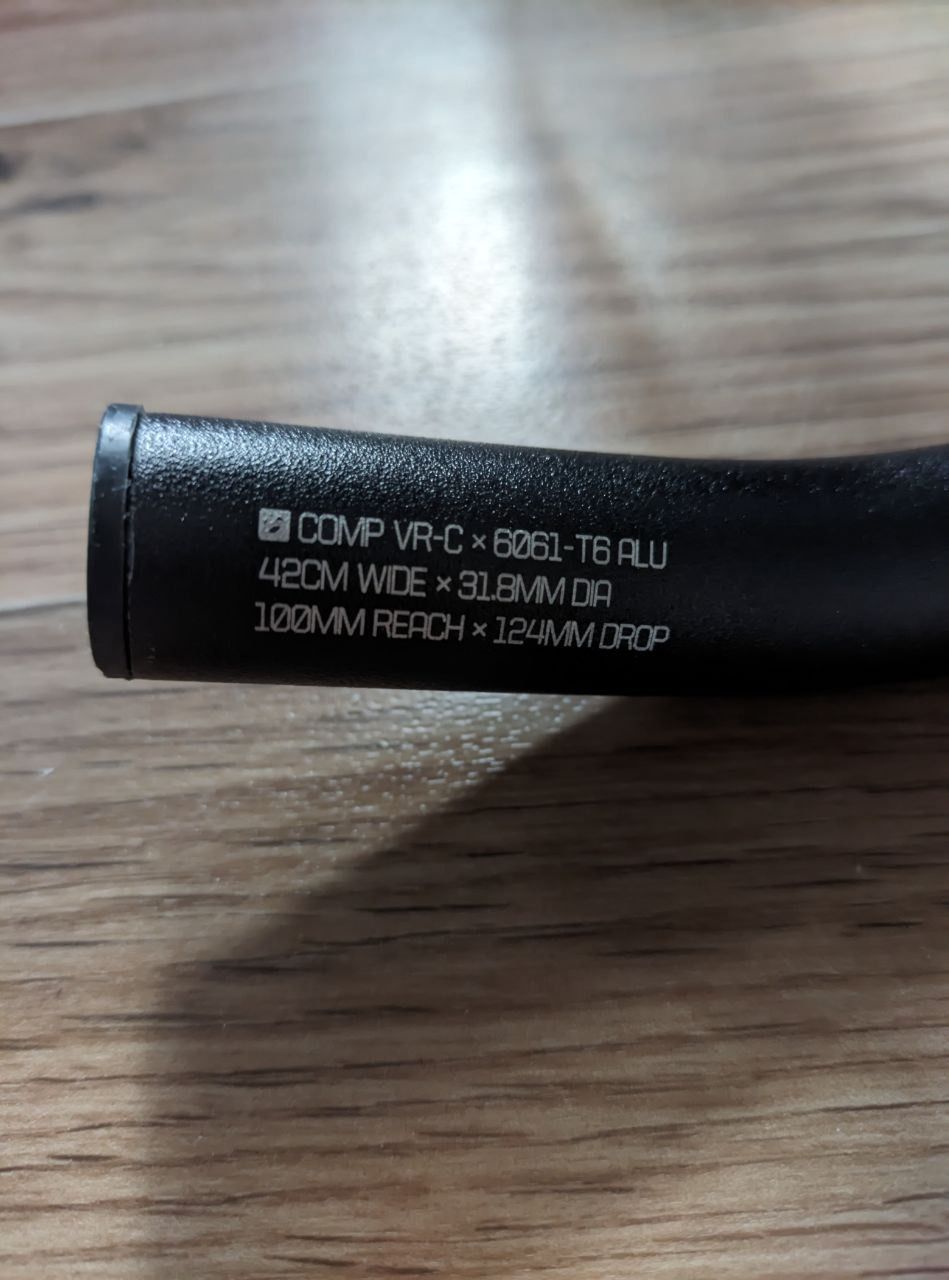 COMP VR-C × 6061-T6 ALU
42CM WIDE × 31.8MM DIA
100MM REACH × 124MM DROP